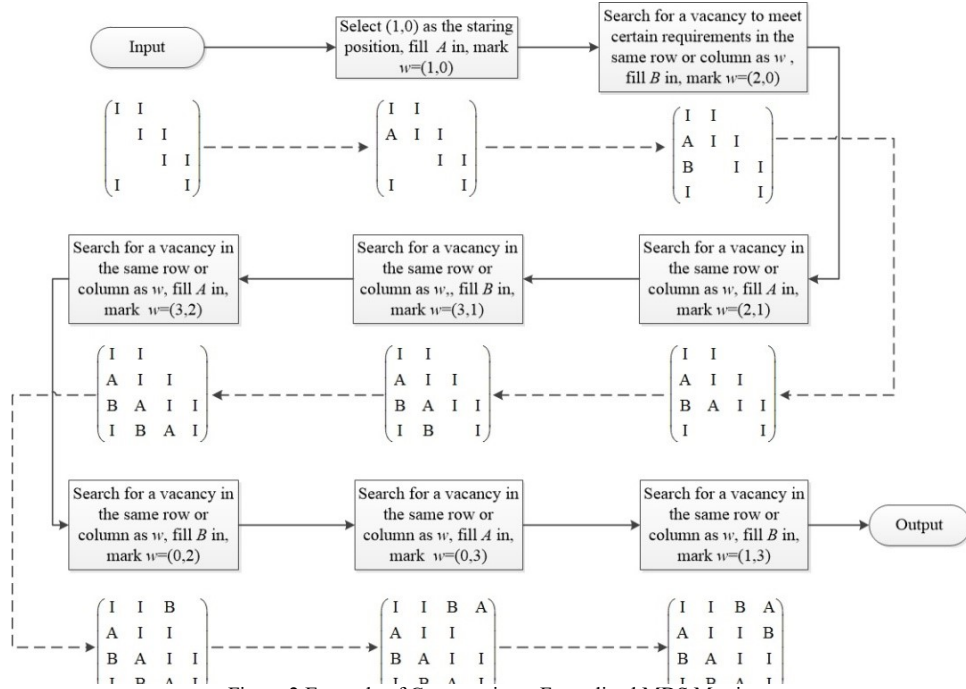 Input
Select (1,0) as the staring
position, fill A in, mark
w=(1,0)
Search for a vacancy to meet
certain requirements in the
same row or column as w ,
fill B in, mark w=(2,0)
I I
I I
I I
I I
I I
A I I
I I
I I
I I
A I I
B I I
I I
Search for a vacancy in
the same row or
column as w, fill A in,
mark w=(3,2)
Search for a vacancy in
the same row or
column as w,, fill B in,
mark w=(3,1)
Search for a vacancy in
the same row or
column as w, fill A in,
mark w=(2,1)
I I
A I I
B A I I
I B A I
I I
A I I
B A I I
I B I
I I
A I I
B A I I
I I
Search for a vacancy in
the same row or
column as w, fill B in,
mark w=(0,2)
Search for a vacancy in
the same row or
column as w, fill A in,
mark w=(0,3)
Search for a vacancy in
the same row or
column as w, fill B in,
mark w=(1,3)
Output
I I B
A I I
B A I I
I B A I
I I B A
A I I
B A I I
I B A I
I I B A
A I I B
B A I I
I B A I